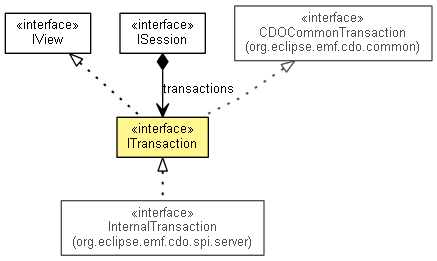 «interface»
IView
«interface»
ISession
«interface»
CDOCommonTransaction
(org.eclipse.emf.cdo.common)
transactions
«interface»
ITransaction
«interface»
InternalTransaction
(org.eclipse.emf.cdo.spi.server)